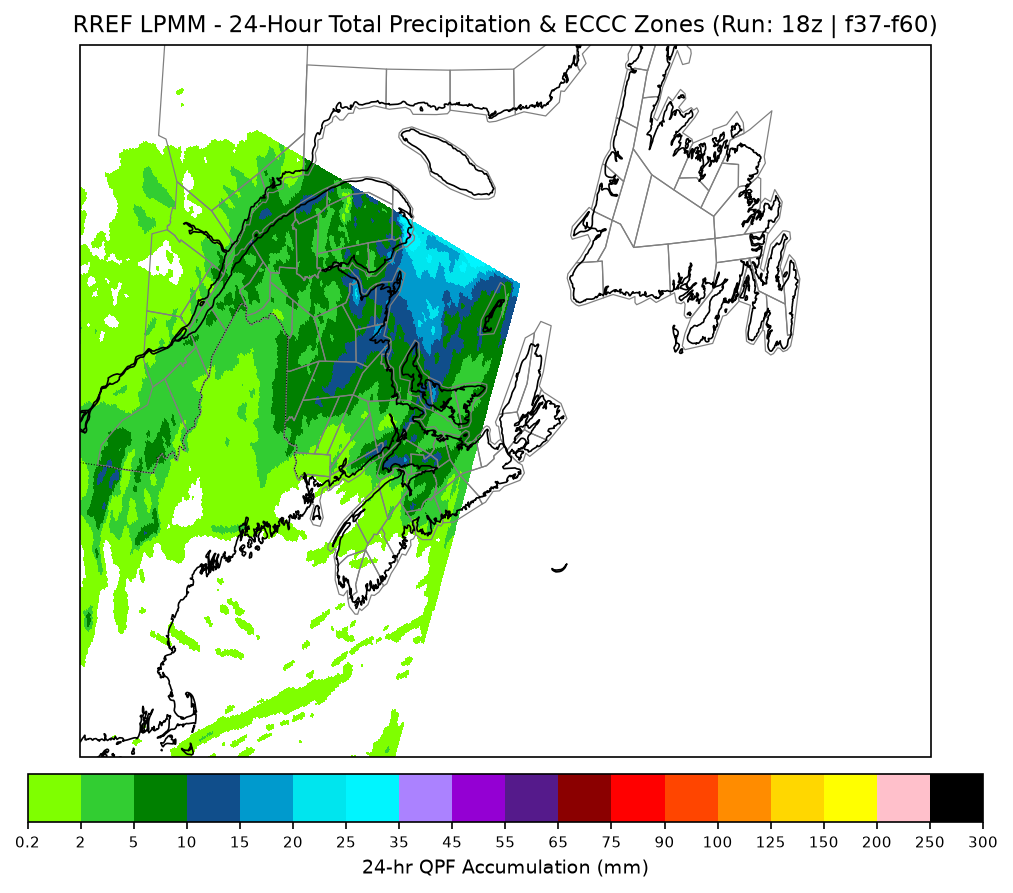 RREF LPMM - 24-Hour Total Precipitation & ECCC Zones (Run: 18z | f37-f60)
0.2 2 5 10 15 20 25 35 45 55 65 75 90 100 125 150 200 250 300
24-hr QPF Accumulation (mm)